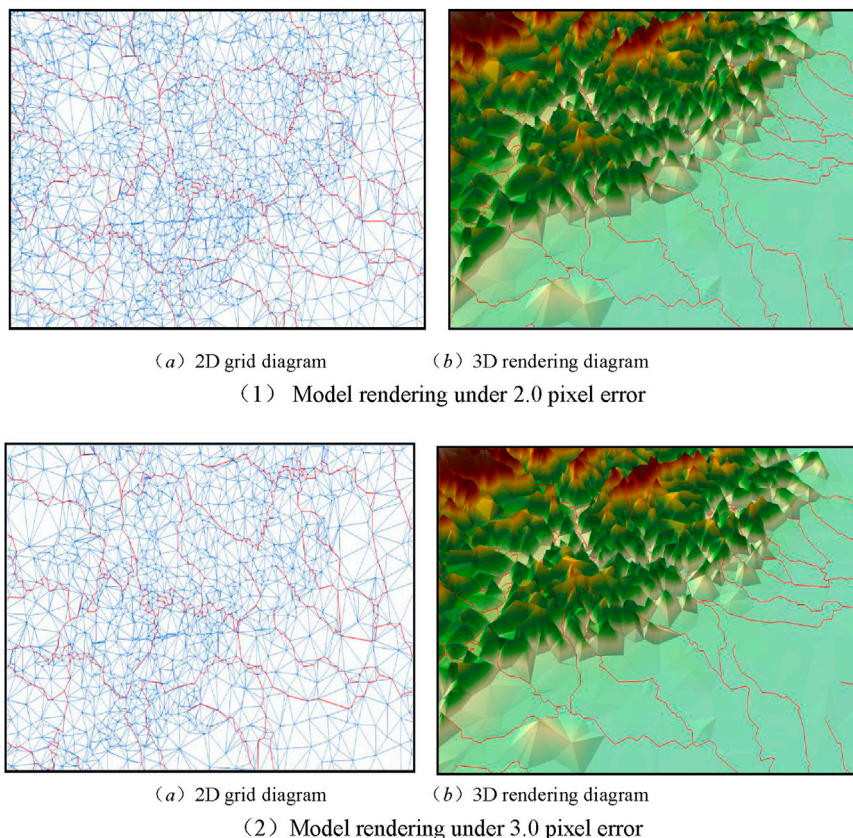 （a）2D grid diagram
（b）3D rendering diagram
（1） Model rendering under 2.0 pixel error
（a）2D grid diagram
（b）3D rendering diagram
（2）Model rendering under 3.0 pixel error